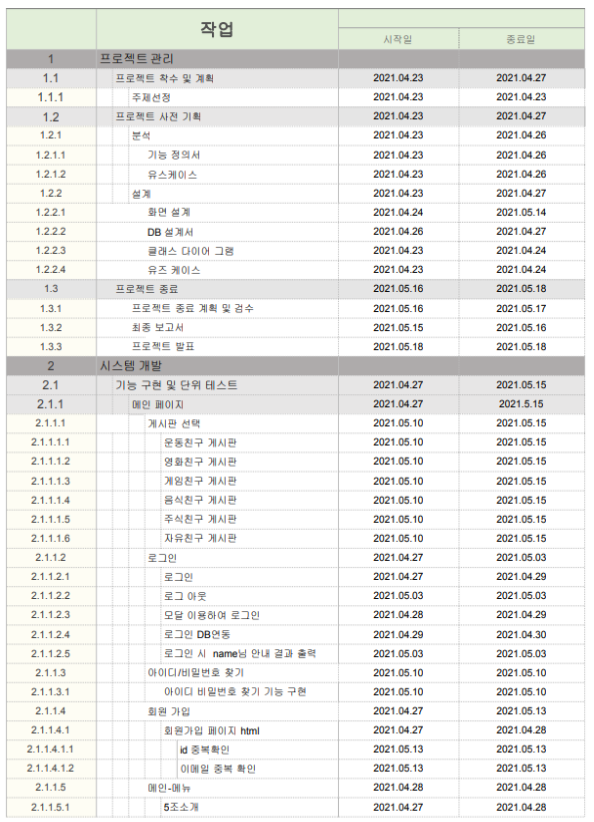 작업
시작일 종료일
1 프로젝트 관리
1.1 프로젝트 착수 및 계획 2021.04.23 2021.04.27
1.1.1 주제선정 2021.04.23 2021.04.23
1.2 프로젝트 사전 기획 2021.04.23 2021.04.27
1.2.1 분석 2021.04.23 2021.04.26
1.2.1.1 기능 정의서 2021.04.23 2021.04.26
1.2.1.2 유스케이스 2021.04.23 2021.04.26
1.2.2 설계 2021.04.23 2021.04.27
1.2.2.1 화면 설계 2021.04.24 2021.05.14
1.2.2.2 DB 설계서 2021.04.26 2021.04.27
1.2.2.3 클래스 다이어 그램 2021.04.23 2021.04.24
1.2.2.4 유즈 케이스 2021.04.23 2021.04.24
1.3 프로젝트 종료 2021.05.16 2021.05.18
1.3.1 프로젝트 종료 계획 및 검수 2021.05.16 2021.05.17
1.3.2 최종 보고서 2021.05.15 2021.05.16
1.3.3 프로젝트 발표 2021.05.18 2021.05.18
2 시스템 개발
2.1 기능 구현 및 단위 테스트 2021.04.27 2021.05.15
2.1.1 메인 페이지 2021.04.27 2021.5.15
2.1.1.1 게시판 선택 2021.05.10 2021.05.15
2.1.1.1.1 운동친구 게시판 2021.05.10 2021.05.15
2.1.1.1.2 영화친구 게시판 2021.05.10 2021.05.15
2.1.1.1.3 게임친구 게시판 2021.05.10 2021.05.15
2.1.1.1.4 음식친구 게시판 2021.05.10 2021.05.15
2.1.1.1.5 주식친구 게시판 2021.05.10 2021.05.15
2.1.1.1.6 자유친구 게시판 2021.05.10 2021.05.15
2.1.1.2 로그인 2021.04.27 2021.05.03
2.1.1.2.1 로그인 2021.04.27 2021.04.29
2.1.1.2.2 로그 아웃 2021.05.03 2021.05.03
2.1.1.2.3 모달 이용하여 로그인 2021.04.28 2021.04.29
2.1.1.2.4 로그인 DB연동 2021.04.29 2021.04.30
2.1.1.2.5 로그인 시 name님 안내 결과 출력 2021.05.03 2021.05.03
2.1.1.3 아이디/비밀번호 찾기 2021.05.10 2021.05.10
2.1.1.3.1 아이디 비밀번호 찾기 기능 구현 2021.05.10 2021.05.10
2.1.1.4 회원 가입 2021.04.27 2021.05.13
2.1.1.4.1 회원가입 페이지 html 2021.04.27 2021.04.28
2.1.1.4.1.1 id 중복확인 2021.05.13 2021.05.13
2.1.1.4.1.2 이메일 중복 확인 2021.05.13 2021.05.13
2.1.1.5 메인-메뉴 2021.04.28 2021.04.28
2.1.1.5.1 5조소개 2021.04.27 2021.04.28